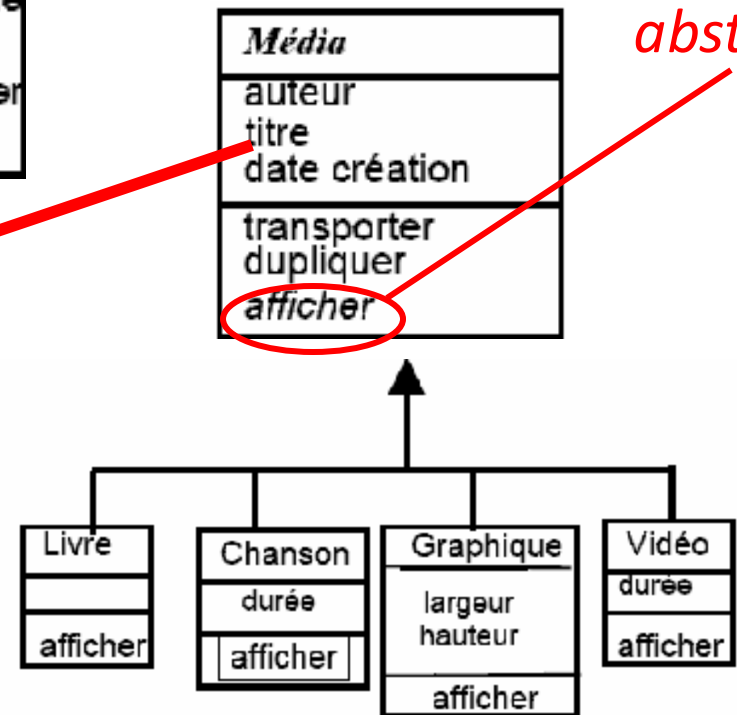 Média
abst
auteur
titre
date création
transporter
dupliquer
afficher
Livre
afficher
Chanson
durée
afficher
Graphique
largeur
hauteur
afficher
Vidéo
durée
afficher